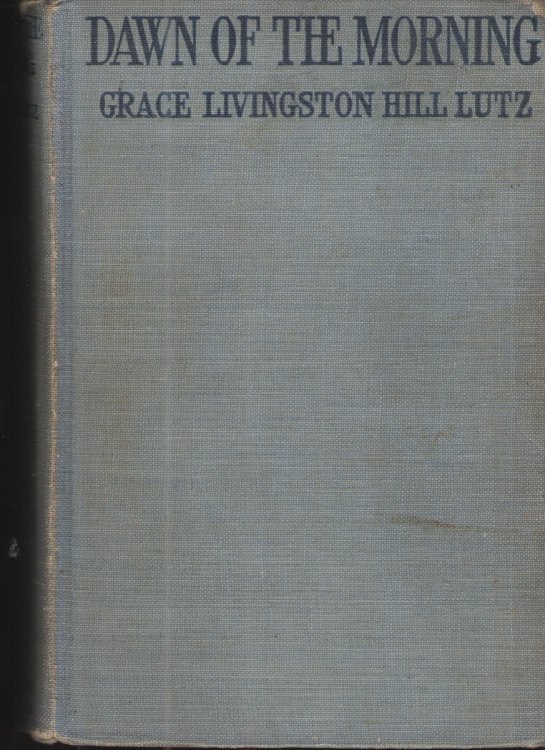 DAWN OF THE MORNING
GRACE LIVINGSTON HILL LUTZ